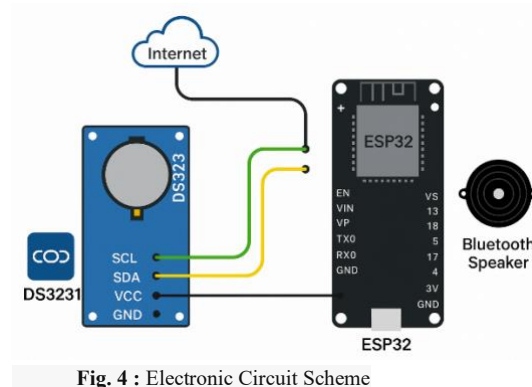 Internet
DS323
ESP32
SCL
SDA
VCC
GND
DS3231
+
EN
VIN
VP
TX0
RX0
GND
VS
13
18
5
17
4
3V
GND
ESP32
Bluetooth
Speaker
Fig. 4 : Electronic Circuit Scheme